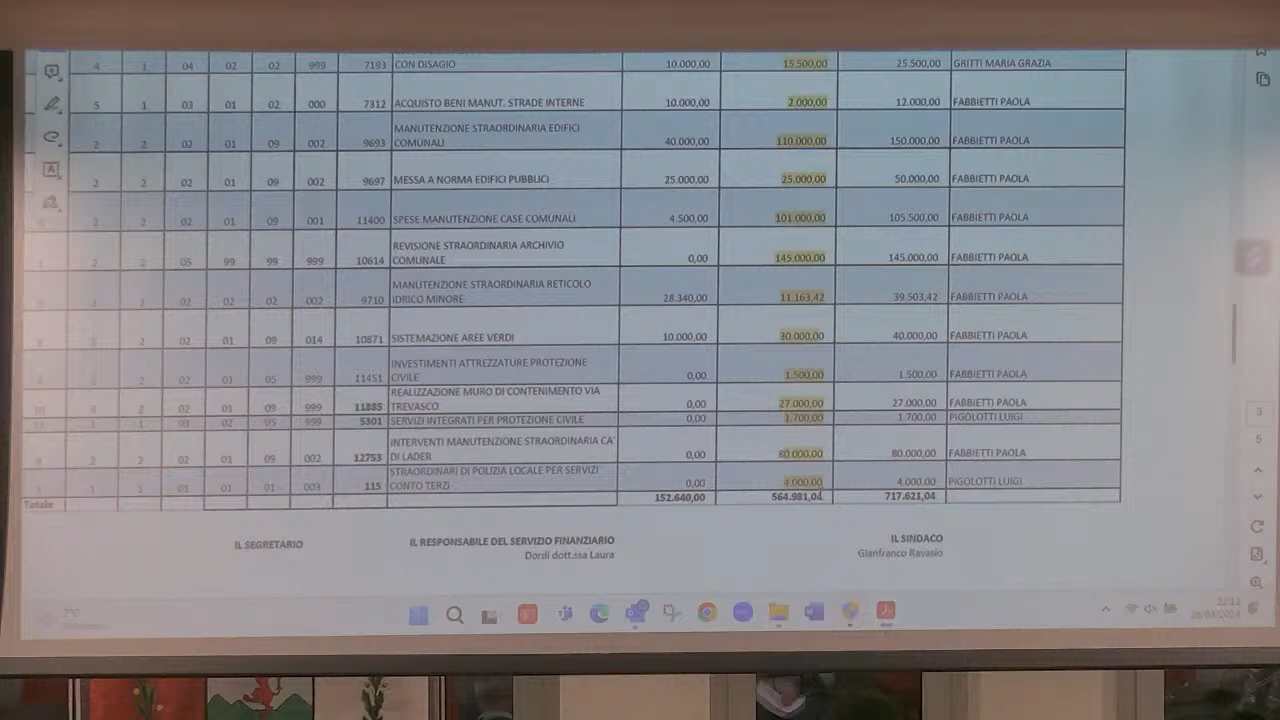 4 1 04 02 02 999 7193 CON DISAGIO 10.000,00 15.500,00 25.500,00 GRITTI MARIA GRAZIA
5 1 03 01 02 000 7312 ACQUISTO BENI MANUT. STRADE INTERNE 10.000,00 2.000,00 12.000,00 FABBIETTI PAOLA
MANUTENZIONE STRAORDINARIA EDIFICI
2 2 02 01 09 002 9693 COMUNALI 40.000,00 110.000,00 150.000,00 FABBIETTI PAOLA
2 2 02 01 09 002 9697 MESSA A NORMA EDIFICI PUBBLICI 25.000,00 25.000,00 50.000,00 FABBIETTI PAOLA
2 2 02 01 09 001 11400 SPESE MANUTENZIONE CASE COMUNALI 4.500,00 101.000,00 105.500,00 FABBIETTI PAOLA
REVISIONE STRAORDINARIA ARCHIVIO
2 2 05 99 99 999 10614 COMUNALE 0,00 145.000,00 145.000,00 FABBIETTI PAOLA
MANUTENZIONE STRAORDINARIA RETICOLO
2 02 02 02 002 9710 IDRICO MINORE 28.340,00 11.163,42 39.503,42 FABBIETTI PAOLA
2 02 01 09 014 10871 SISTEMAZIONE AREE VERDI 10.000,00 30.000,00 40.000,00 FABBIETTI PAOLA
INVESTIMENTI ATTREZZATURE PROTEZIONE
2 02 01 05 999 11451 CIVILE 0,00 1.500,00 1.500,00 FABBIETTI PAOLA
REALIZZAZIONE MURO DI CONTENIMENTO VIA
2 02 01 09 999 11885 TREVASCO 0,00 27.000,00 27.000,00 FABBIETTI PAOLA
1 03 02 05 999 5301 SERVIZI INTEGRATI PER PROTEZIONE CIVILE 0,00 1.700,00 1.700,00 PIGOLOTTI LUIGI
INTERVENTI MANUTENZIONE STRAORDINARIA CA'
2 2 02 01 09 002 12753 DI LADER 0,00 80.000,00 80.000,00 FABBIETTI PAOLA
STRAORDINARI DI POLIZIA LOCALE PER SERVIZI
1 1 01 01 01 003 115 CONTO TERZI 0,00 4.000,00 4.000,00 PIGOLOTTI LUIGI
Totale 152.640,00 564.981,04 717.621,04
IL SEGRETARIO IL RESPONSABILE DEL SERVIZIO FINANZIARIO IL SINDACO
Dordi dott.ssa Laura Gianfranco Ravasio
3
5
22:13